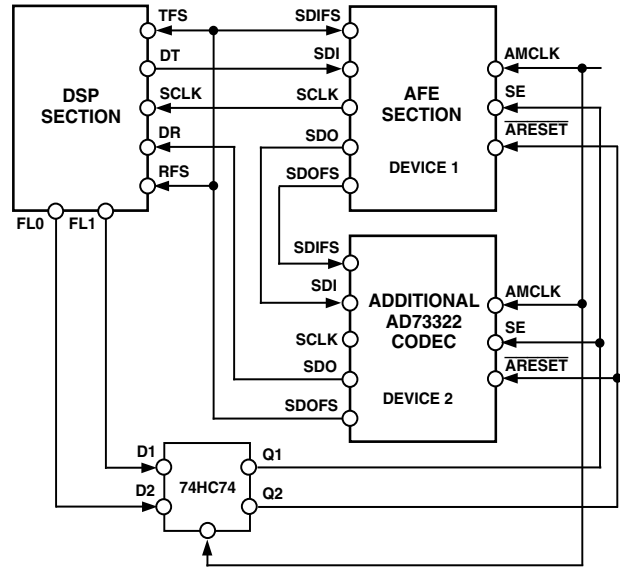 DSP
SECTION
TFS
DT
SCLK
DR
RFS
FL0
FL1
SDIFS
SDI
SCLK
SDO
SDOFS
AFE
SECTION
DEVICE 1
AMCLK
SE
ARESET
SDIFS
SDI
SCLK
SDO
SDOFS
ADDITIONAL
AD73322
CODEC
DEVICE 2
AMCLK
SE
ARESET
D1
D2
74HC74
Q1
Q2